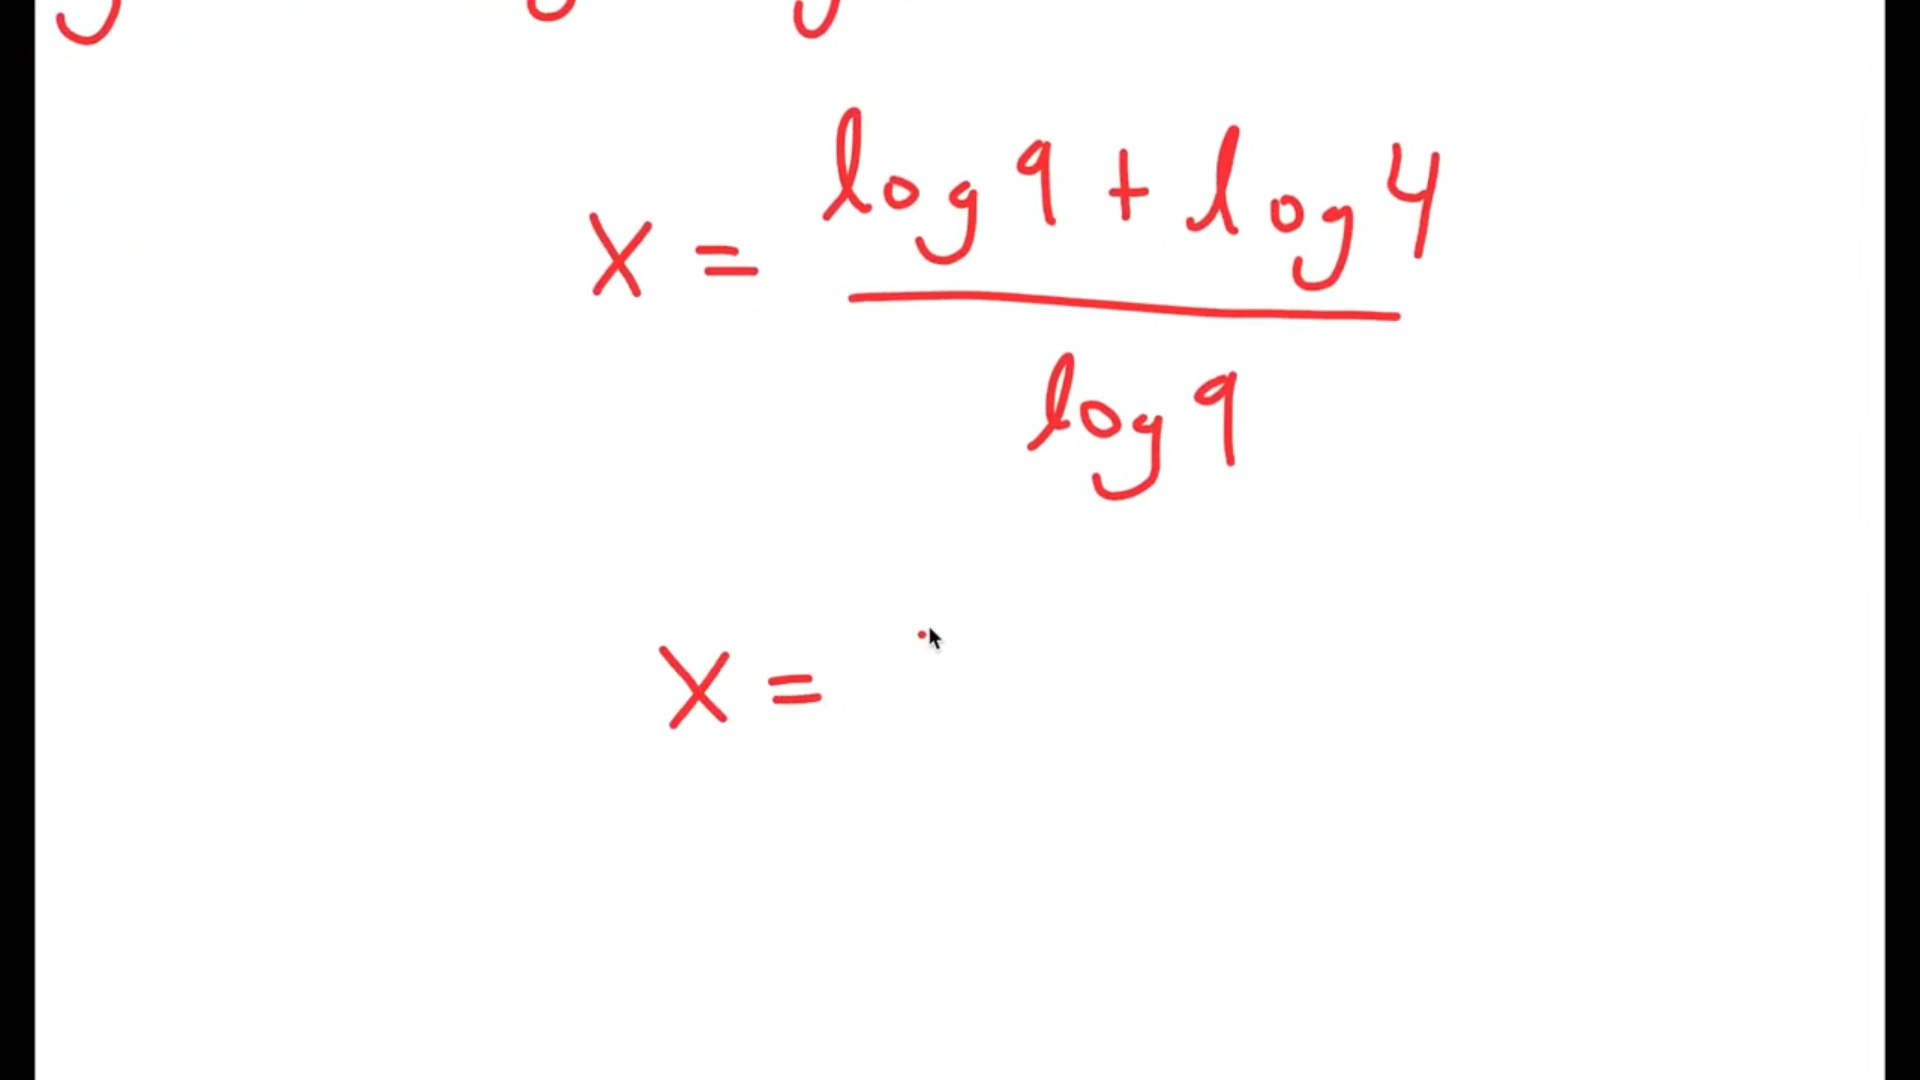 x = log 9 + log 4
log 9
x =